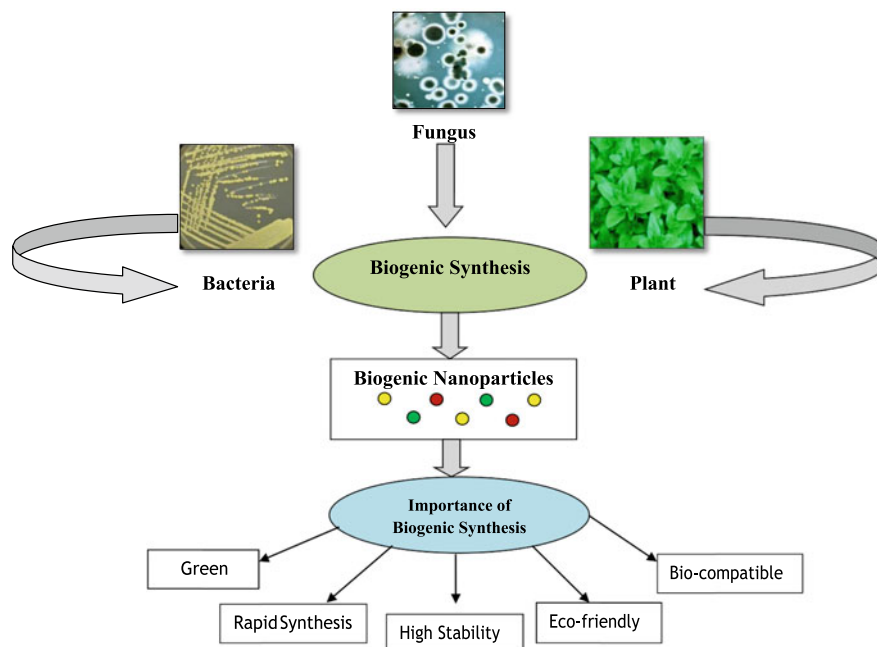 Fungus
Bacteria
Biogenic Synthesis
Plant
Biogenic Nanoparticles
Importance of
Biogenic Synthesis
Green
Bio-compatible
Rapid Synthesis
High Stability
Eco-friendly